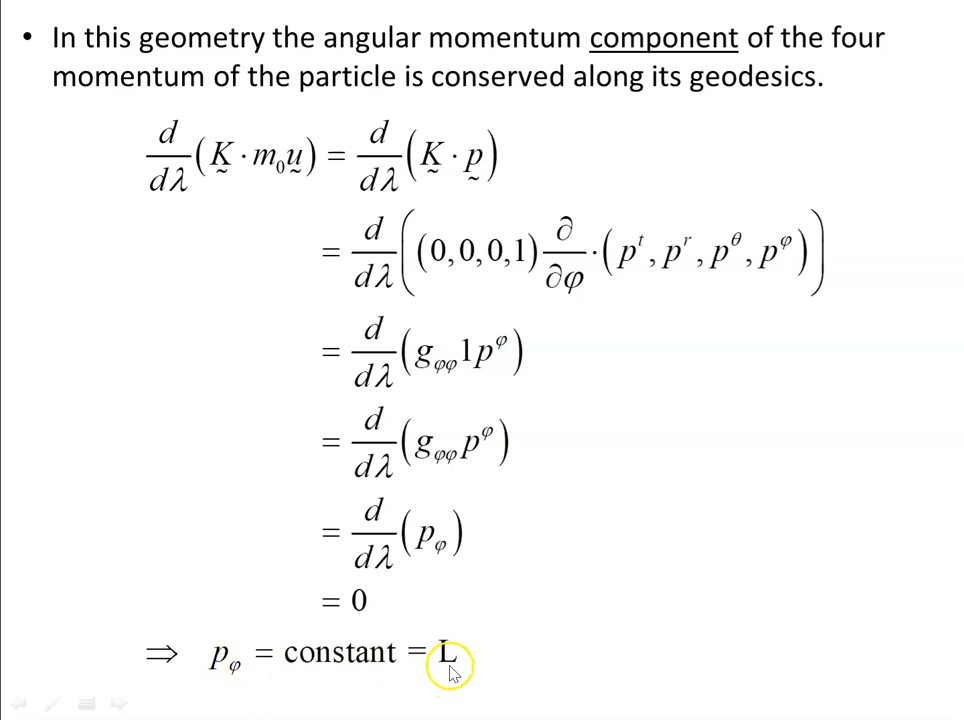 • In this geometry the angular momentum component of the four
momentum of the particle is conserved along its geodesics.
d/dλ (K̰ · m₀ṵ) = d/dλ (K̰ · p̰)
= d/dλ ((0,0,0,1) ∂/∂φ · (pᵗ, pʳ, p^θ, p^φ))
= d/dλ (g_φφ 1p^φ)
= d/dλ (g_φφ p^φ)
= d/dλ (p_φ)
= 0
⇒ p_φ = constant = L